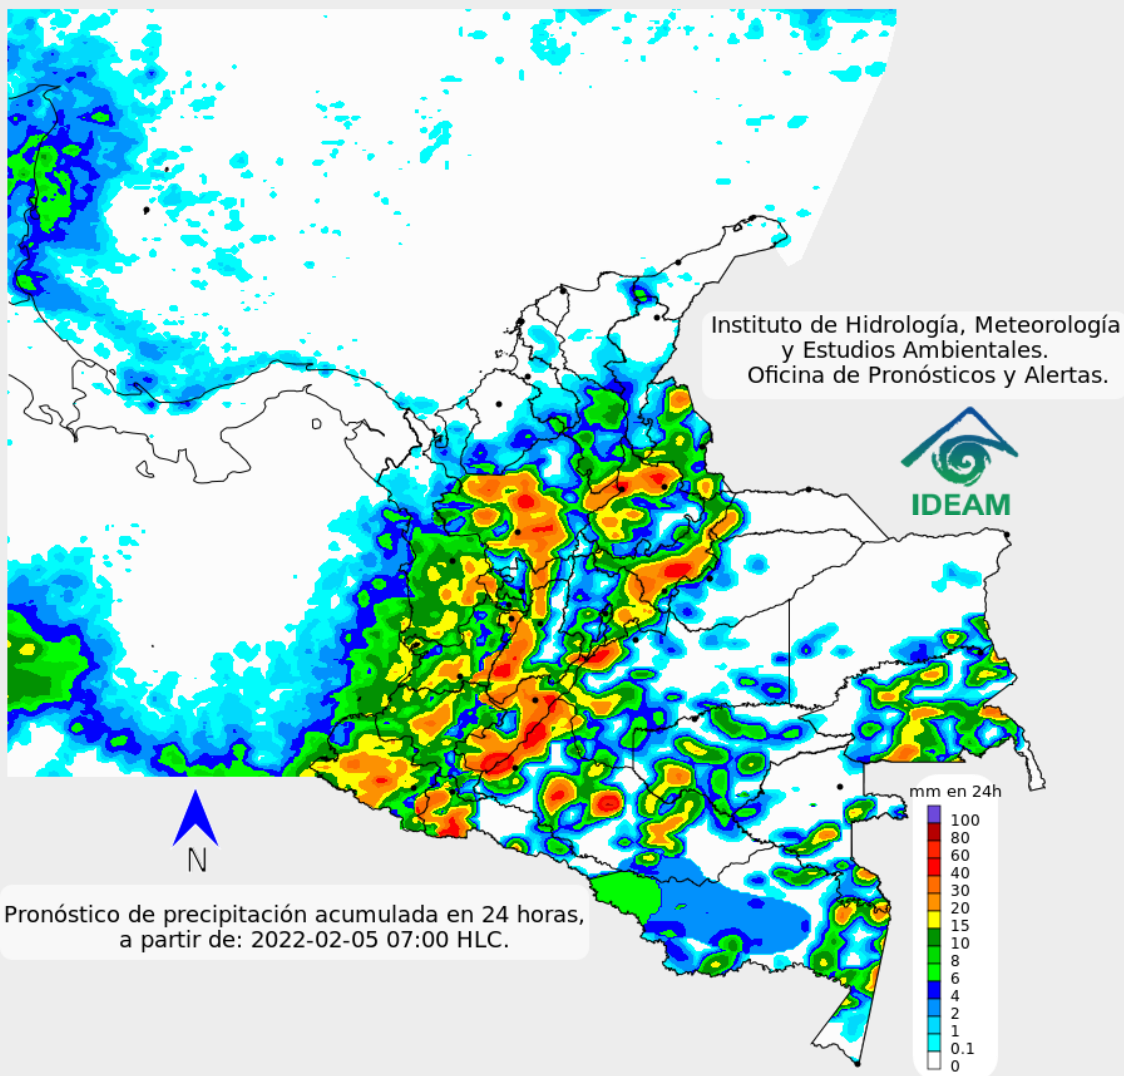 Instituto de Hidrología, Meteorología
y Estudios Ambientales.
Oficina de Pronósticos y Alertas.
IDEAM
mm en 24h
100
80
60
40
30
20
15
10
8
6
4
2
1
0.1
0
N
Pronóstico de precipitación acumulada en 24 horas,
a partir de: 2022-02-05 07:00 HLC.